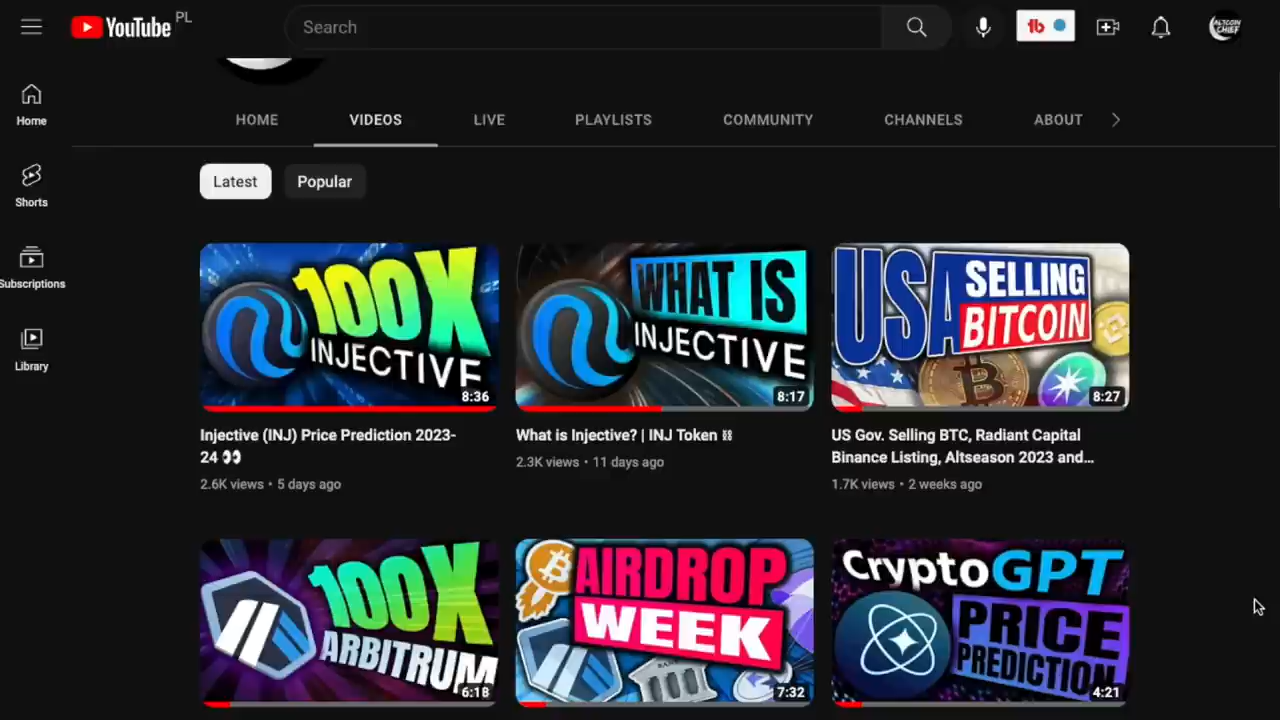 YouTube PL
Search
ALTCOIN
CHIEF
Home
Shorts
Subscriptions
Library
HOME
VIDEOS
LIVE
PLAYLISTS
COMMUNITY
CHANNELS
ABOUT
Latest
Popular
100X
INJECTIVE
8:36
Injective (INJ) Price Prediction 2023-
24 👀
2.6K views • 5 days ago
WHAT IS
INJECTIVE
8:17
What is Injective? | INJ Token ⛓
2.3K views • 11 days ago
USA SELLING
BITCOIN
8:27
US Gov. Selling BTC, Radiant Capital
Binance Listing, Altseason 2023 and...
1.7K views • 2 weeks ago
100X
ARBITRUM
6:18
AIRDROP
WEEK
BANK
7:32
CryptoGPT
PRICE
PREDICTION
4:21